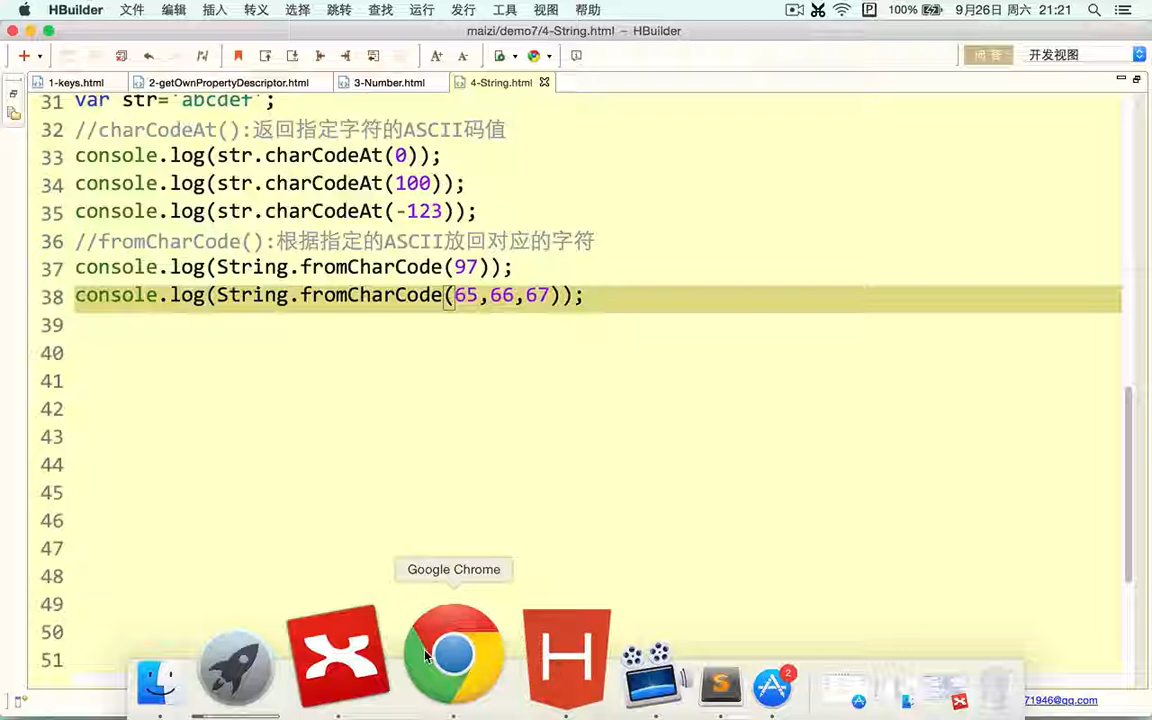 HBuilder 文件 编辑 插入 转义 选择 跳转 查找 运行 发行 工具 视图 帮助 100% 9月26日 周六 21:21
maizi/demo7/4-String.html — HBuilder
开发视图
1-keys.html 2-getOwnPropertyDescriptor.html 3-Number.html 4-String.html
31 var str='abcdef';
32 //charCodeAt():返回指定字符的ASCII码值
33 console.log(str.charCodeAt(0));
34 console.log(str.charCodeAt(100));
35 console.log(str.charCodeAt(-123));
36 //fromCharCode():根据指定的ASCII放回对应的字符
37 console.log(String.fromCharCode(97));
38 console.log(String.fromCharCode(65,66,67));
39
40
41
42
43
44
45
46
47
48
49
50
51
Google Chrome
2
71946@qq.com